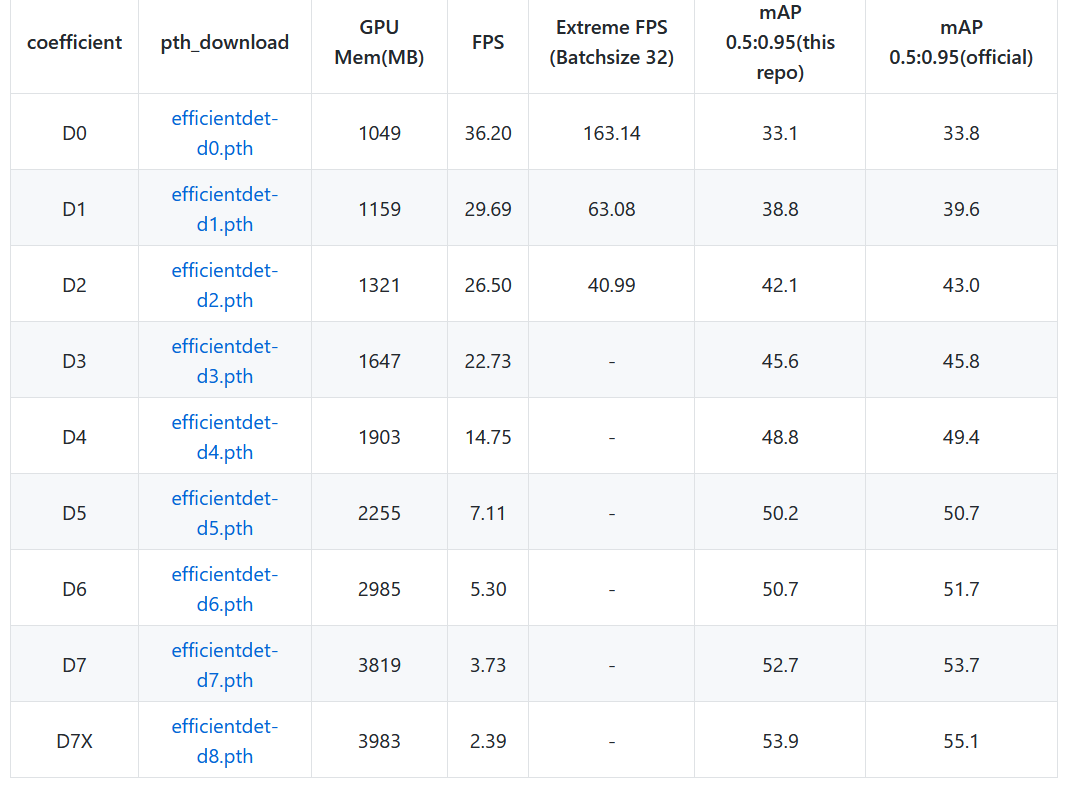 coefficient pth_download GPU Mem(MB) FPS Extreme FPS (Batchsize 32) mAP 0.5:0.95(this repo) mAP 0.5:0.95(official)
D0 efficientdet-d0.pth 1049 36.20 163.14 33.1 33.8
D1 efficientdet-d1.pth 1159 29.69 63.08 38.8 39.6
D2 efficientdet-d2.pth 1321 26.50 40.99 42.1 43.0
D3 efficientdet-d3.pth 1647 22.73 - 45.6 45.8
D4 efficientdet-d4.pth 1903 14.75 - 48.8 49.4
D5 efficientdet-d5.pth 2255 7.11 - 50.2 50.7
D6 efficientdet-d6.pth 2985 5.30 - 50.7 51.7
D7 efficientdet-d7.pth 3819 3.73 - 52.7 53.7
D7X efficientdet-d8.pth 3983 2.39 - 53.9 55.1